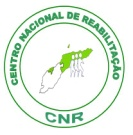 CENTRO NACIONAL DE REABILITAÇÃO
CNR